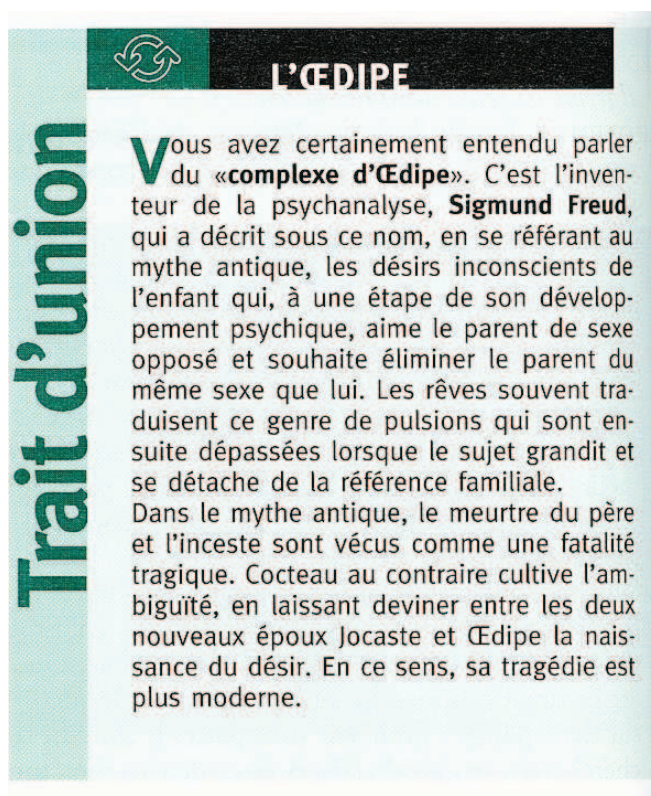 L'ŒDIPE
Trait d'union
Vous avez certainement entendu parler
du «complexe d'Œdipe». C'est l'inven-
teur de la psychanalyse, Sigmund Freud,
qui a décrit sous ce nom, en se référant au
mythe antique, les désirs inconscients de
l'enfant qui, à une étape de son dévelop-
pement psychique, aime le parent de sexe
opposé et souhaite éliminer le parent du
même sexe que lui. Les rêves souvent tra-
duisent ce genre de pulsions qui sont en-
suite dépassées lorsque le sujet grandit et
se détache de la référence familiale.
Dans le mythe antique, le meurtre du père
et l'inceste sont vécus comme une fatalité
tragique. Cocteau au contraire cultive l'am-
biguïté, en laissant deviner entre les deux
nouveaux époux Jocaste et Œdipe la nais-
sance du désir. En ce sens, sa tragédie est
plus moderne.